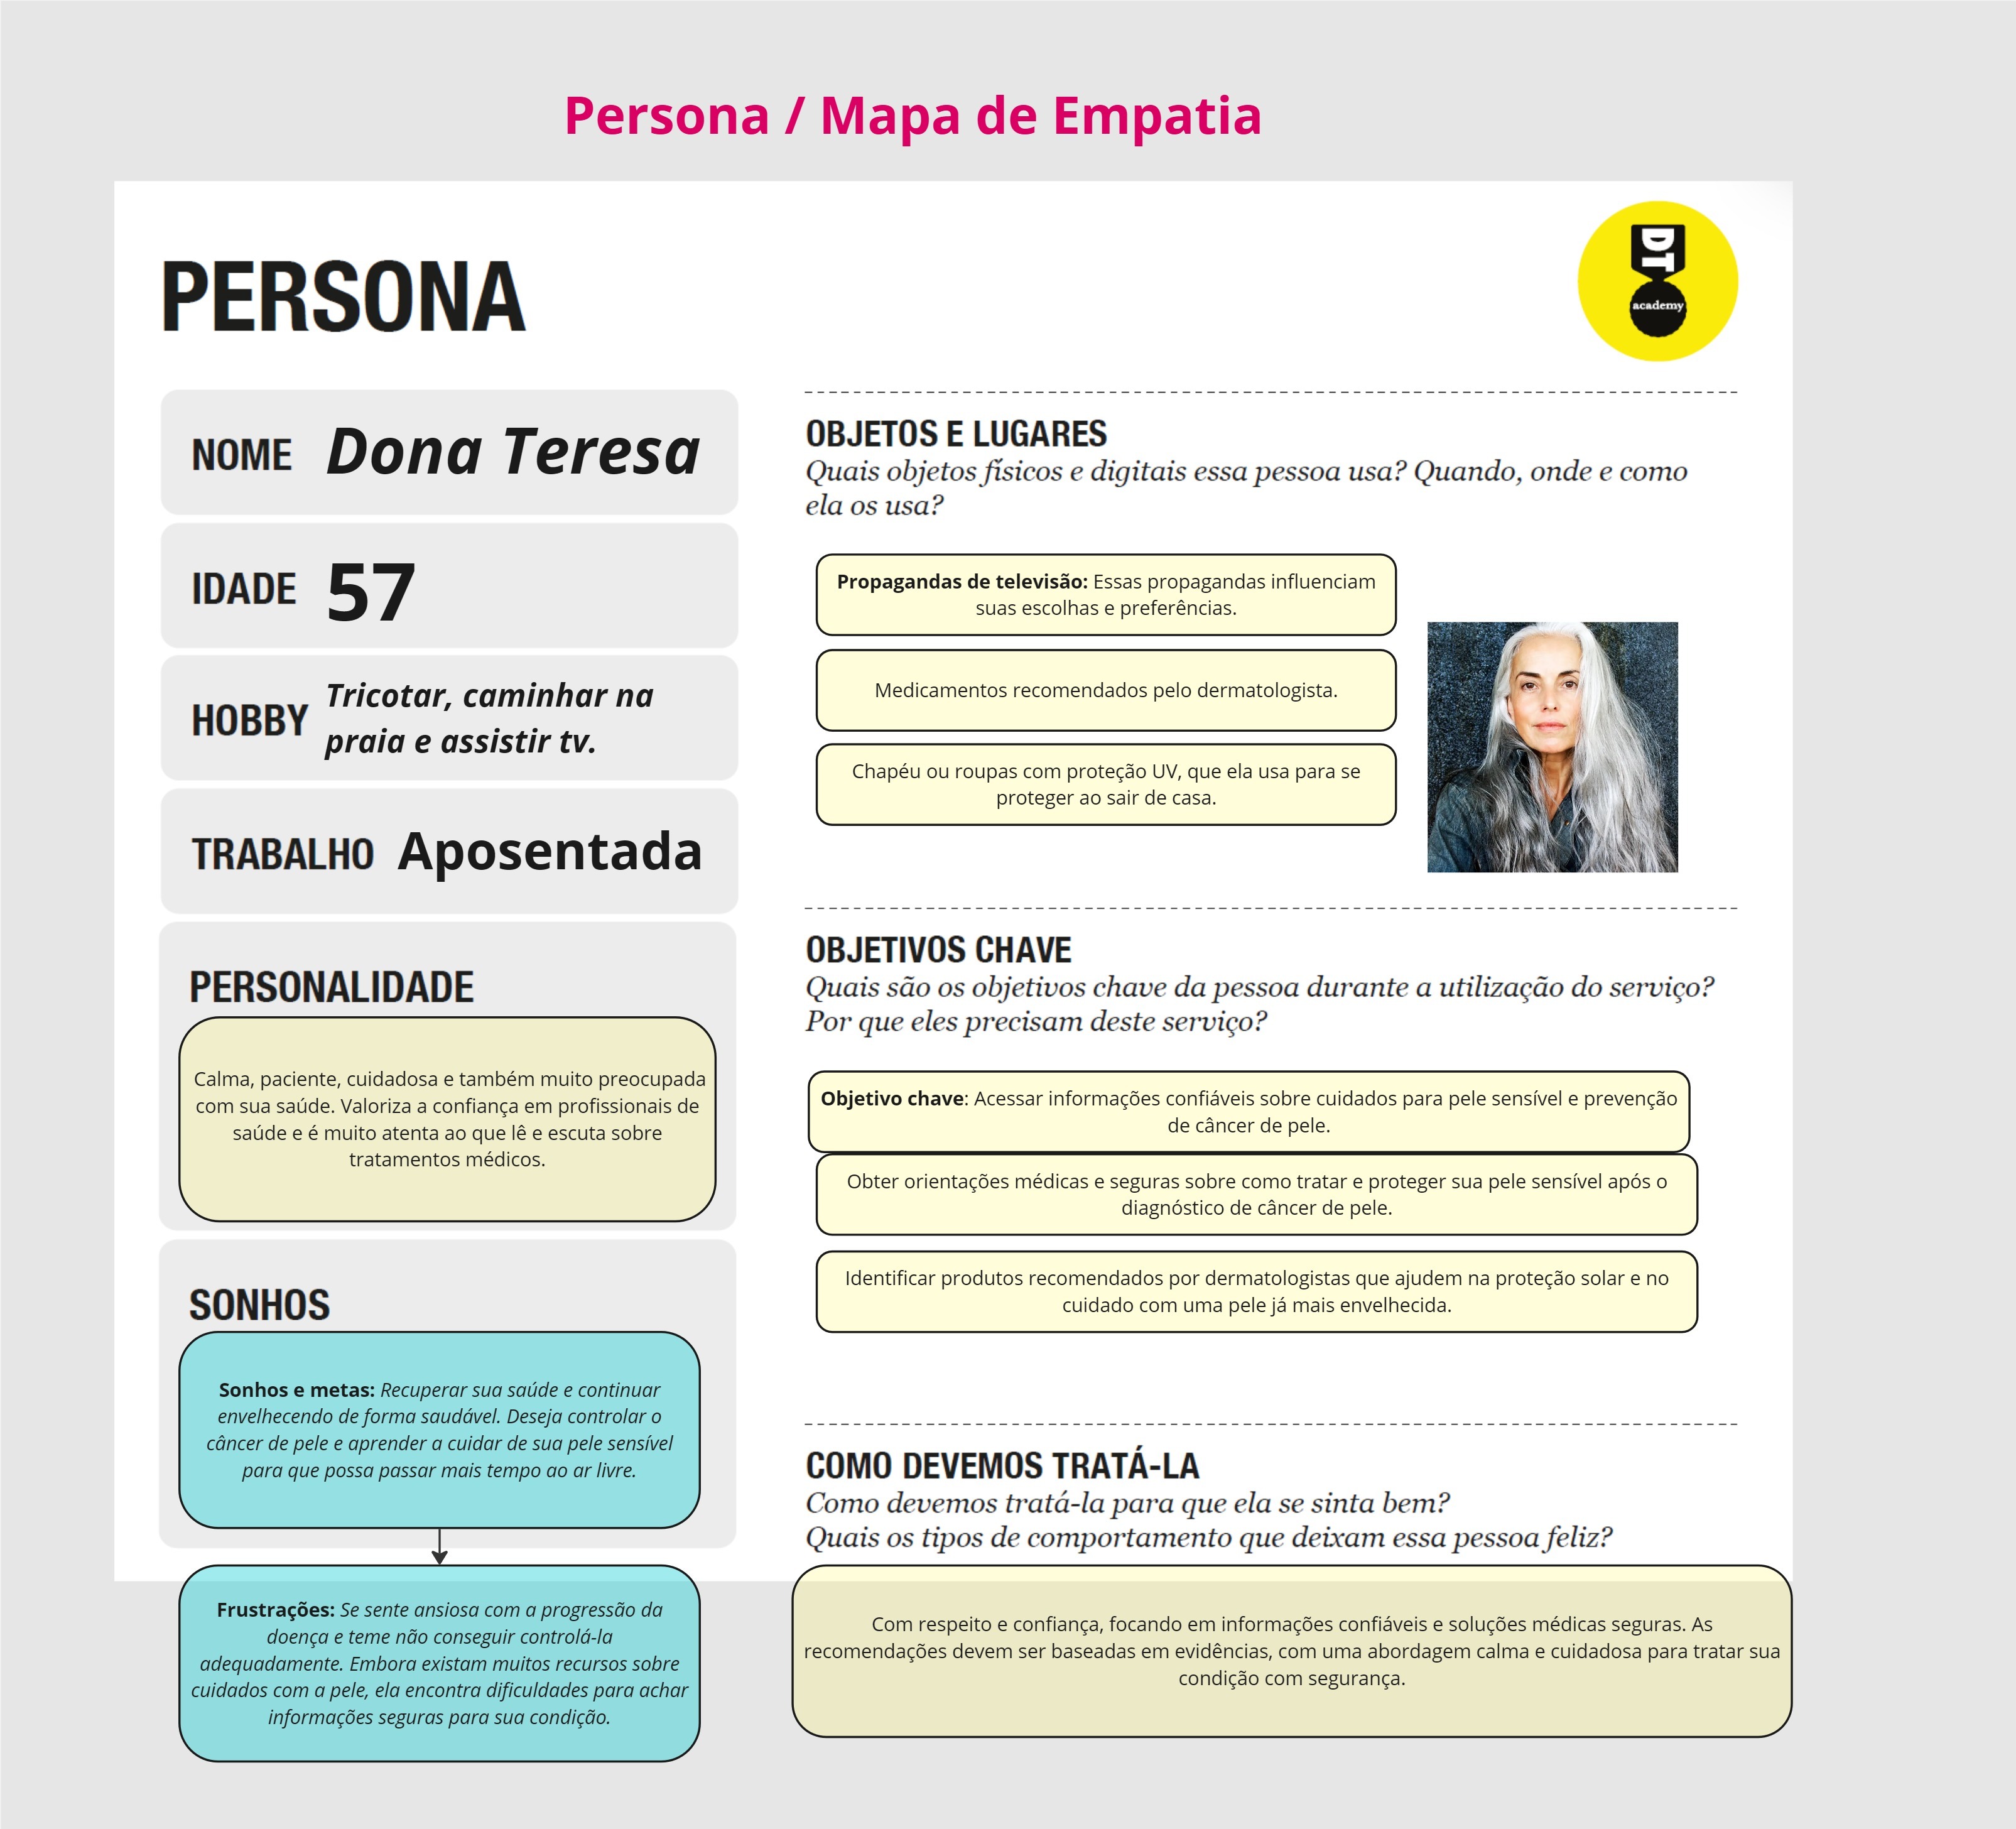 Persona / Mapa de Empatia
PERSONA
DT
academy
NOME Dona Teresa
IDADE 57
HOBBY Tricotar, caminhar na
praia e assistir tv.
TRABALHO Aposentada
PERSONALIDADE
Calma, paciente, cuidadosa e também muito preocupada
com sua saúde. Valoriza a confiança em profissionais de
saúde e é muito atenta ao que lê e escuta sobre
tratamentos médicos.
SONHOS
Sonhos e metas: Recuperar sua saúde e continuar
envelhecendo de forma saudável. Deseja controlar o
câncer de pele e aprender a cuidar de sua pele sensível
para que possa passar mais tempo ao ar livre.
Frustrações: Se sente ansiosa com a progressão da
doença e teme não conseguir controlá-la
adequadamente. Embora existam muitos recursos sobre
cuidados com a pele, ela encontra dificuldades para achar
informações seguras para sua condição.
OBJETOS E LUGARES
Quais objetos físicos e digitais essa pessoa usa? Quando, onde e como
ela os usa?
Propagandas de televisão: Essas propagandas influenciam
suas escolhas e preferências.
Medicamentos recomendados pelo dermatologista.
Chapéu ou roupas com proteção UV, que ela usa para se
proteger ao sair de casa.
OBJETIVOS CHAVE
Quais são os objetivos chave da pessoa durante a utilização do serviço?
Por que eles precisam deste serviço?
Objetivo chave: Acessar informações confiáveis sobre cuidados para pele sensível e prevenção
de câncer de pele.
Obter orientações médicas e seguras sobre como tratar e proteger sua pele sensível após o
diagnóstico de câncer de pele.
Identificar produtos recomendados por dermatologistas que ajudem na proteção solar e no
cuidado com uma pele já mais envelhecida.
COMO DEVEMOS TRATÁ-LA
Como devemos tratá-la para que ela se sinta bem?
Quais os tipos de comportamento que deixam essa pessoa feliz?
Com respeito e confiança, focando em informações confiáveis e soluções médicas seguras. As
recomendações devem ser baseadas em evidências, com uma abordagem calma e cuidadosa para tratar sua
condição com segurança.